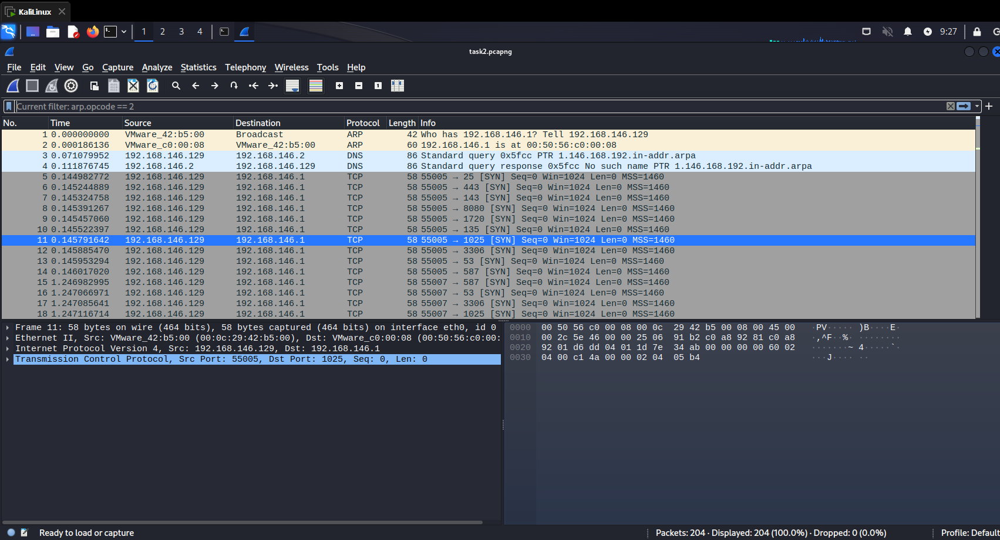 KaliLinux
1 2 3 4 9:27
task2.pcapng
File Edit View Go Capture Analyze Statistics Telephony Wireless Tools Help
Current filter: arp.opcode == 2
No. Time Source Destination Protocol Length Info
1 0.000000000 VMware_42:b5:00 Broadcast ARP 42 Who has 192.168.146.1? Tell 192.168.146.129
2 0.000186136 VMware_c0:00:08 VMware_42:b5:00 ARP 60 192.168.146.1 is at 00:50:56:c0:00:08
3 0.071079952 192.168.146.129 192.168.146.2 DNS 86 Standard query 0x5fcc PTR 1.146.168.192.in-addr.arpa
4 0.111876745 192.168.146.2 192.168.146.129 DNS 86 Standard query response 0x5fcc No such name PTR 1.146.168.192.in-addr.arpa
5 0.144982772 192.168.146.129 192.168.146.1 TCP 58 55005 → 25 [SYN] Seq=0 Win=1024 Len=0 MSS=1460
6 0.145244889 192.168.146.129 192.168.146.1 TCP 58 55005 → 443 [SYN] Seq=0 Win=1024 Len=0 MSS=1460
7 0.145324758 192.168.146.129 192.168.146.1 TCP 58 55005 → 143 [SYN] Seq=0 Win=1024 Len=0 MSS=1460
8 0.145391267 192.168.146.129 192.168.146.1 TCP 58 55005 → 8080 [SYN] Seq=0 Win=1024 Len=0 MSS=1460
9 0.145457060 192.168.146.129 192.168.146.1 TCP 58 55005 → 1720 [SYN] Seq=0 Win=1024 Len=0 MSS=1460
10 0.145522397 192.168.146.129 192.168.146.1 TCP 58 55005 → 135 [SYN] Seq=0 Win=1024 Len=0 MSS=1460
11 0.145791642 192.168.146.129 192.168.146.1 TCP 58 55005 → 1025 [SYN] Seq=0 Win=1024 Len=0 MSS=1460
12 0.145885470 192.168.146.129 192.168.146.1 TCP 58 55005 → 3306 [SYN] Seq=0 Win=1024 Len=0 MSS=1460
13 0.145953294 192.168.146.129 192.168.146.1 TCP 58 55005 → 53 [SYN] Seq=0 Win=1024 Len=0 MSS=1460
14 0.146017020 192.168.146.129 192.168.146.1 TCP 58 55005 → 587 [SYN] Seq=0 Win=1024 Len=0 MSS=1460
15 1.246982995 192.168.146.129 192.168.146.1 TCP 58 55007 → 587 [SYN] Seq=0 Win=1024 Len=0 MSS=1460
16 1.247066971 192.168.146.129 192.168.146.1 TCP 58 55007 → 53 [SYN] Seq=0 Win=1024 Len=0 MSS=1460
17 1.247085641 192.168.146.129 192.168.146.1 TCP 58 55007 → 3306 [SYN] Seq=0 Win=1024 Len=0 MSS=1460
18 1.247116714 192.168.146.129 192.168.146.1 TCP 58 55007 → 1025 [SYN] Seq=0 Win=1024 Len=0 MSS=1460
Frame 11: 58 bytes on wire (464 bits), 58 bytes captured (464 bits) on interface eth0, id 0
Ethernet II, Src: VMware_42:b5:00 (00:0c:29:42:b5:00), Dst: VMware_c0:00:08 (00:50:56:c0:00:
Internet Protocol Version 4, Src: 192.168.146.129, Dst: 192.168.146.1
Transmission Control Protocol, Src Port: 55005, Dst Port: 1025, Seq: 0, Len: 0
0000 00 50 56 c0 00 08 00 0c 29 42 b5 00 08 00 45 00 ·PV····· )B····E·
0010 00 2c 5e 46 00 00 25 06 91 b2 c0 a8 92 81 c0 a8 ·,^F··%· ········
0020 92 01 d6 dd 04 01 1d 7e 34 ab 00 00 00 00 60 02 ·······~ 4·····`·
0030 04 00 c1 4a 00 00 02 04 05 b4 ···J···· ··
Ready to load or capture
Packets: 204 · Displayed: 204 (100.0%) · Dropped: 0 (0.0%)
Profile: Default